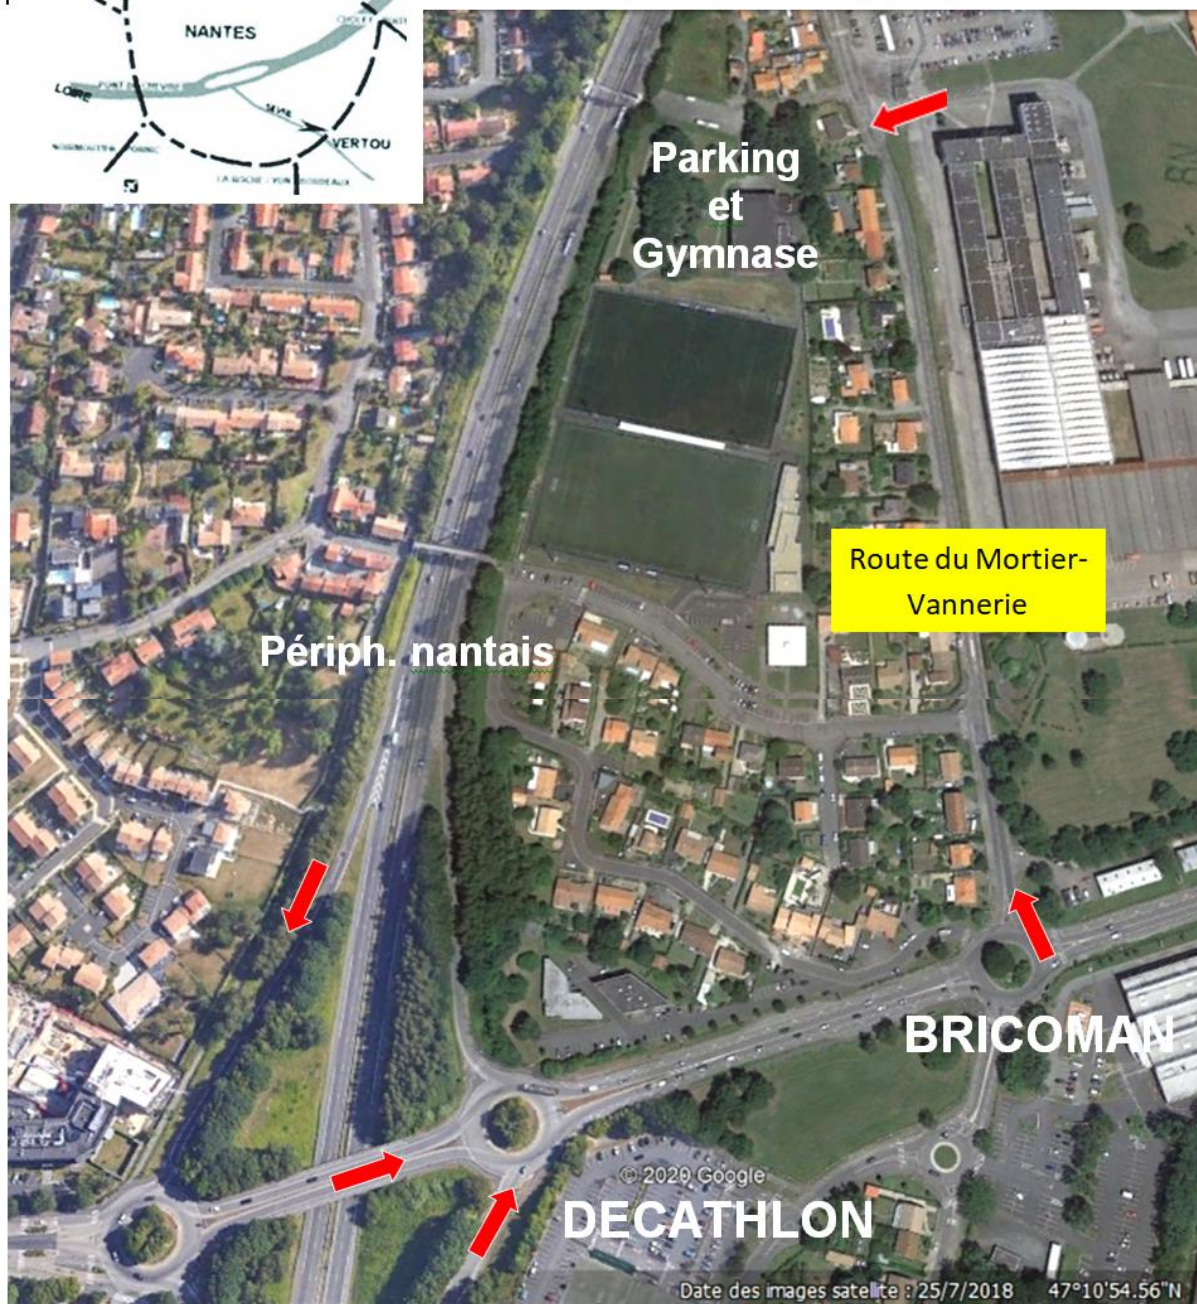 NANTES
LOIRE
SEVRE
VERTOU
Parking
et
Gymnase
Route du Mortier-
Vannerie
Périph. nantais
BRICOMAN
© 2020 Google
DECATHLON
Date des images satellite : 25/7/2018 47°10'54.56"N